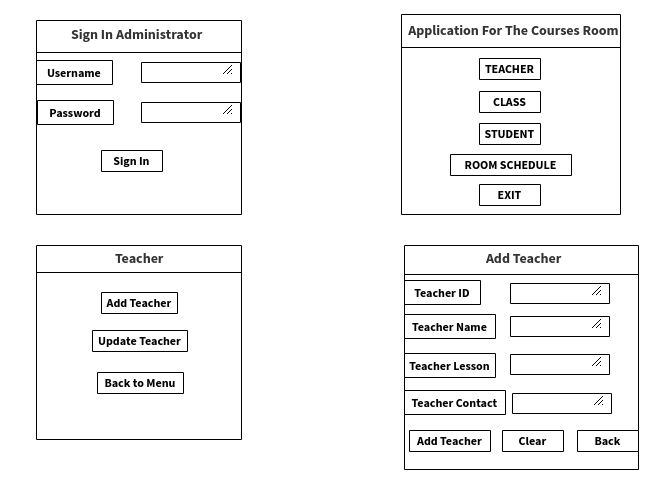 Sign In Administrator
Username
Password
Sign In
Application For The Courses Room
TEACHER
CLASS
STUDENT
ROOM SCHEDULE
EXIT
Teacher
Add Teacher
Update Teacher
Back to Menu
Add Teacher
Teacher ID
Teacher Name
Teacher Lesson
Teacher Contact
Add Teacher Clear Back